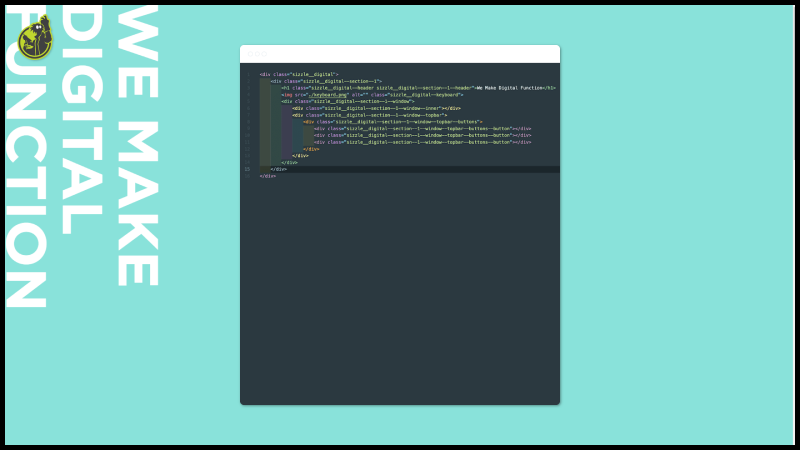 WE MAKE
DIGITAL
FUNCTION
<div class="sizzle__digital">
<div class="sizzle__digital--section--1">
<h1 class="sizzle__digital--header sizzle__digital--section--1--header">We Make Digital Function</h1>
<img src="./keyboard.png" alt="" class="sizzle__digital--keyboard">
<div class="sizzle__digital--section--1--window">
<div class="sizzle__digital--section--1--window--inner"></div>
<div class="sizzle__digital--section--1--window--topbar">
<div class="sizzle__digital--section--1--window--topbar--buttons">
<div class="sizzle__digital--section--1--window--topbar--buttons--button"></div>
<div class="sizzle__digital--section--1--window--topbar--buttons--button"></div>
<div class="sizzle__digital--section--1--window--topbar--buttons--button"></div>
</div>
</div>
</div>
</div>
</div>